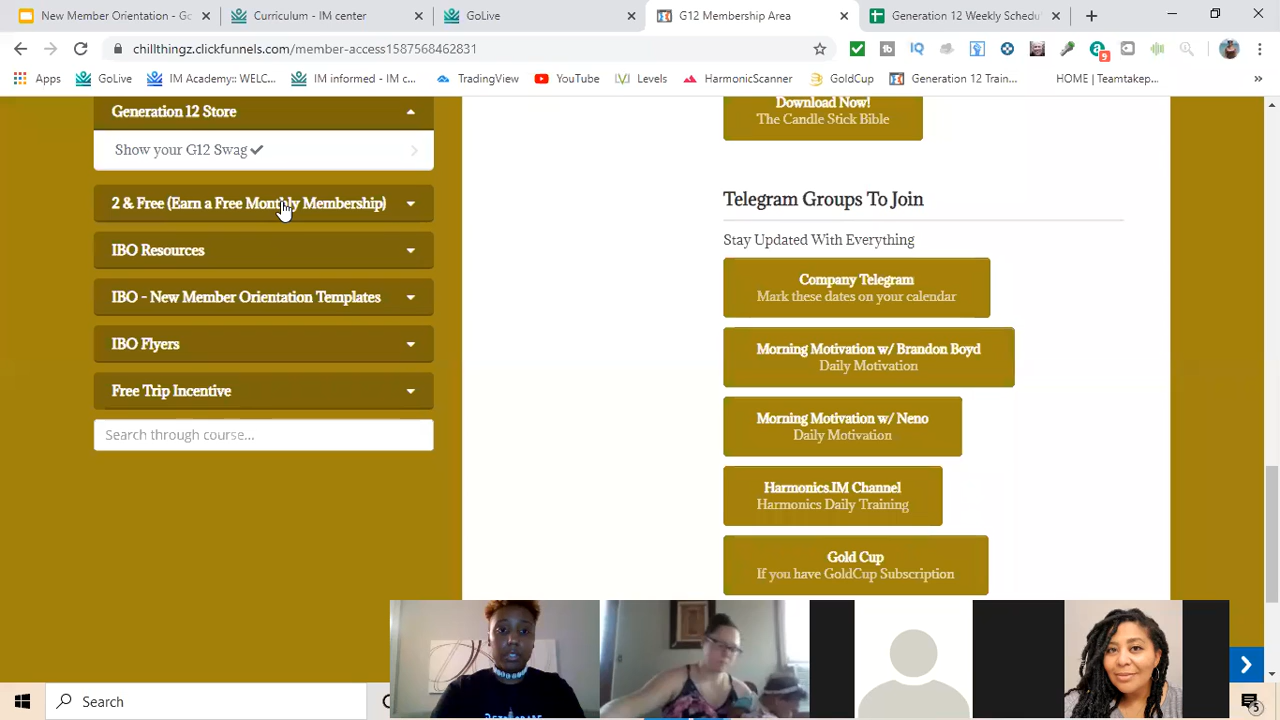 New Member Orientation
Curriculum – IM center
GoLive
G12 Membership Area
Generation 12 Weekly Schedu
chillthingz.clickfunnels.com/member-access1587568462831
9
Apps
GoLive
IM Academy:: WELC...
IM informed - IM c...
TradingView
YouTube
Levels
HarmonicScanner
GoldCup
Generation 12 Train...
HOME | Teamtakep...
Generation 12 Store
Show your G12 Swag
2 & Free (Earn a Free Monthly Membership)
IBO Resources
IBO - New Member Orientation Templates
IBO Flyers
Free Trip Incentive
Search through course...
Download Now!
The Candle Stick Bible
Telegram Groups To Join
Stay Updated With Everything
Company Telegram
Mark these dates on your calendar
Morning Motivation w/ Brandon Boyd
Daily Motivation
Morning Motivation w/ Neno
Daily Motivation
Harmonics.IM Channel
Harmonics Daily Training
Gold Cup
If you have GoldCup Subscription
Search
5